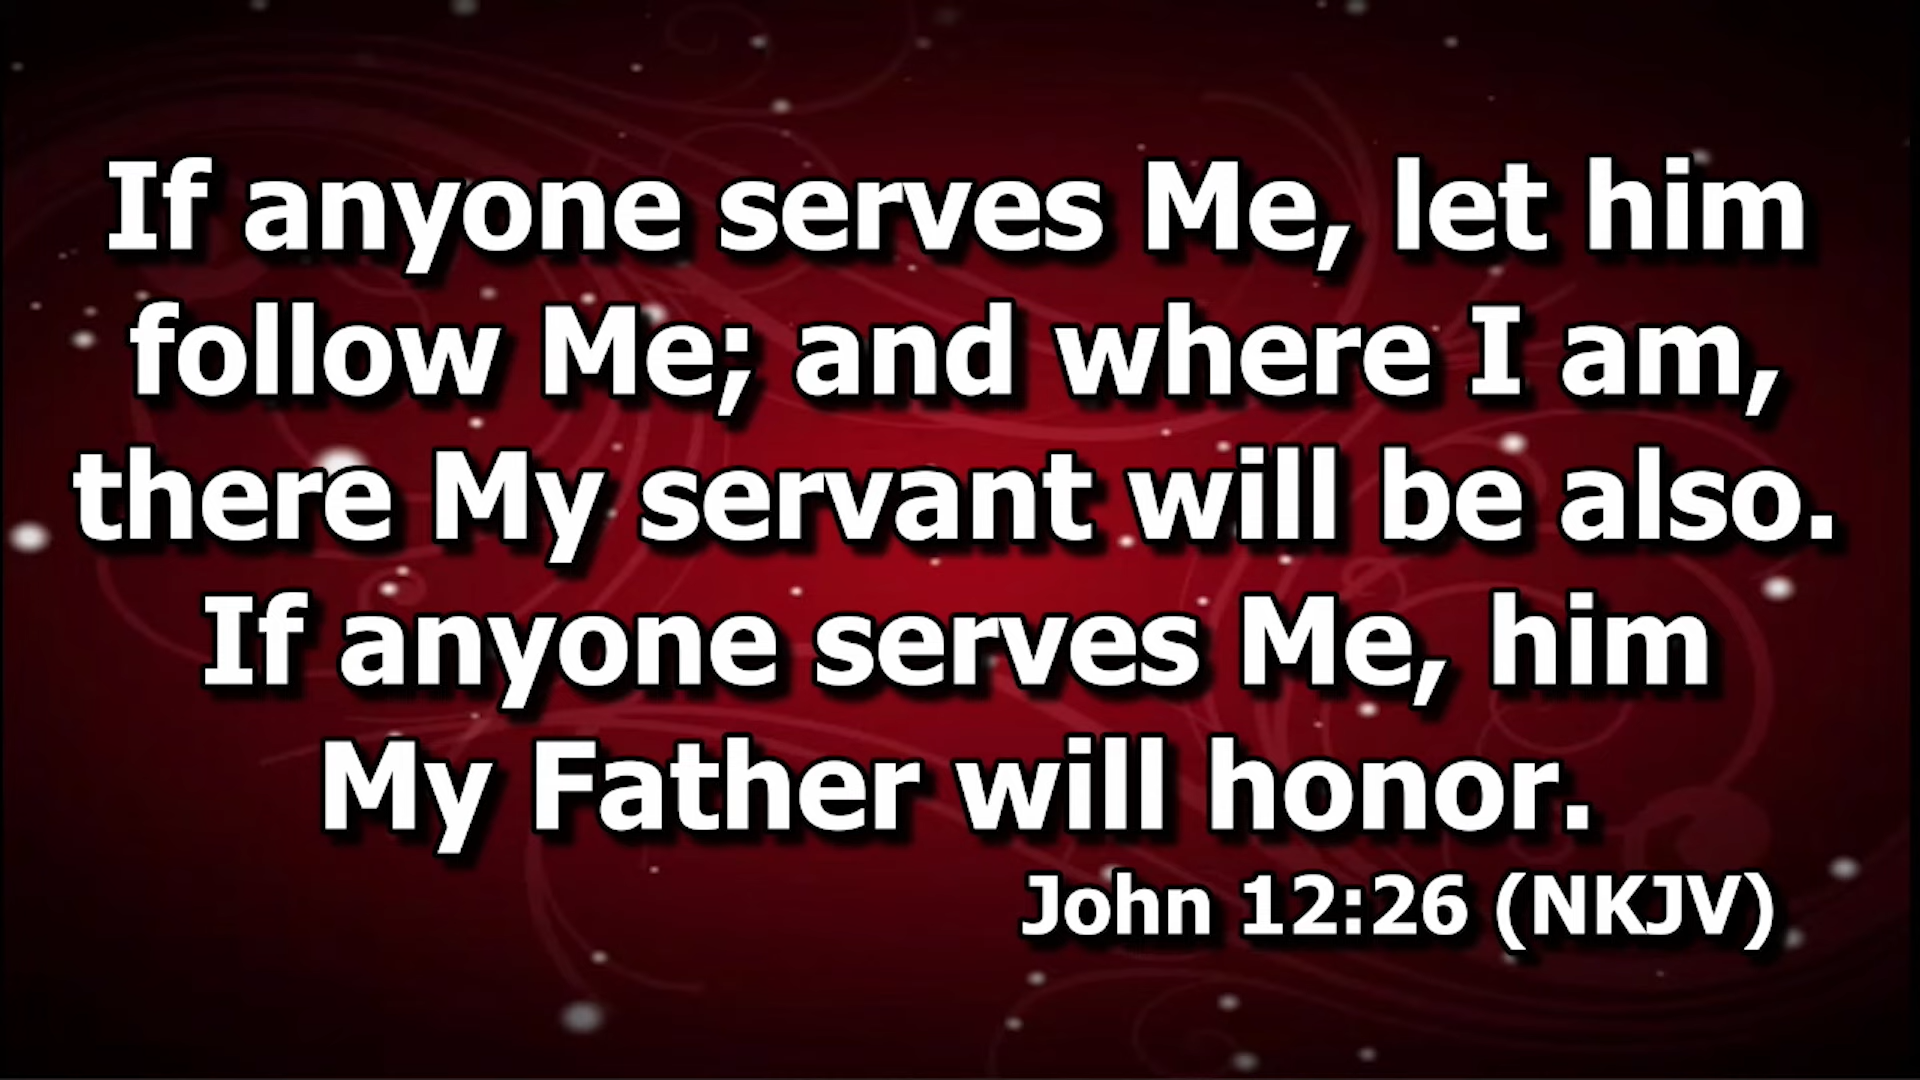 If anyone serves Me, let him
follow Me; and where I am,
there My servant will be also.
If anyone serves Me, him
My Father will honor.
John 12:26 (NKJV)